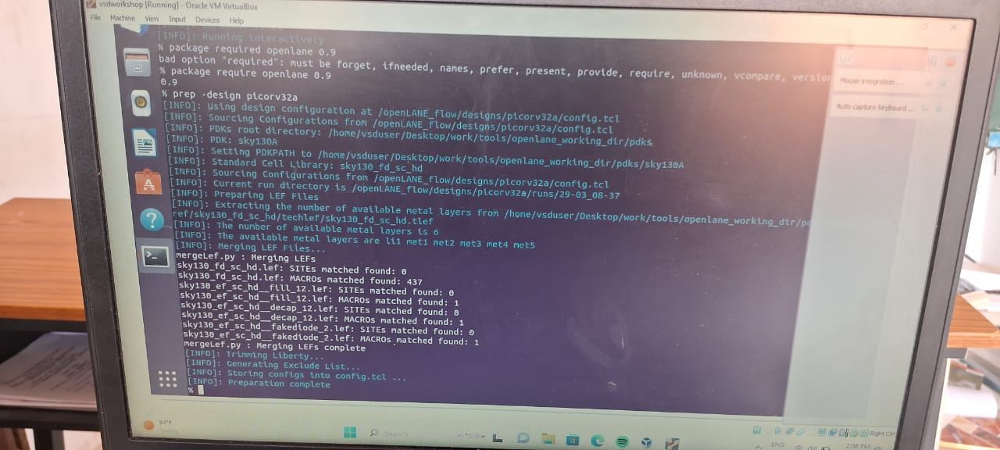 vsdworkshop [Running] - Oracle VM VirtualBox
File Machine View Input Devices Help
[INFO]: Running interactively
% package required openlane 0.9
bad option "required": must be forget, ifneeded, names, prefer, present, provide, require, unknown, vcompare, version
% package require openlane 0.9
0.9
% prep -design picorv32a
[INFO]: Using design configuration at /openLANE_flow/designs/picorv32a/config.tcl
[INFO]: Sourcing Configurations from /openLANE_flow/designs/picorv32a/config.tcl
[INFO]: PDKs root directory: /home/vsduser/Desktop/work/tools/openlane_working_dir/pdks
[INFO]: PDK: sky130A
[INFO]: Setting PDKPATH to /home/vsduser/Desktop/work/tools/openlane_working_dir/pdks/sky130A
[INFO]: Standard Cell Library: sky130_fd_sc_hd
[INFO]: Sourcing Configurations from /openLANE_flow/designs/picorv32a/config.tcl
[INFO]: Current run directory is /openLANE_flow/designs/picorv32a/runs/29-03_08-37
[INFO]: Preparing LEF Files
[INFO]: Extracting the number of available metal layers from /home/vsduser/Desktop/work/tools/openlane_working_dir/pd
ref/sky130_fd_sc_hd/techlef/sky130_fd_sc_hd.tlef
[INFO]: The number of available metal layers is 6
[INFO]: The available metal layers are li1 met1 met2 met3 met4 met5
[INFO]: Merging LEF Files...
mergeLef.py : Merging LEFs
sky130_fd_sc_hd.lef: SITEs matched found: 0
sky130_fd_sc_hd.lef: MACROs matched found: 437
sky130_ef_sc_hd__fill_12.lef: SITEs matched found: 0
sky130_ef_sc_hd__fill_12.lef: MACROs matched found: 1
sky130_ef_sc_hd__decap_12.lef: SITEs matched found: 0
sky130_ef_sc_hd__decap_12.lef: MACROs matched found: 1
sky130_ef_sc_hd__fakediode_2.lef: SITEs matched found: 0
sky130_ef_sc_hd__fakediode_2.lef: MACROs matched found: 1
mergeLef.py : Merging LEFs complete
[INFO]: Trimming Liberty...
[INFO]: Generating Exclude List...
[INFO]: Storing configs into config.tcl ...
[INFO]: Preparation complete
%
Mouse integration ...
Auto capture keyboard ...
Right Ctrl
94°F
Search
ENG
2:08 PM